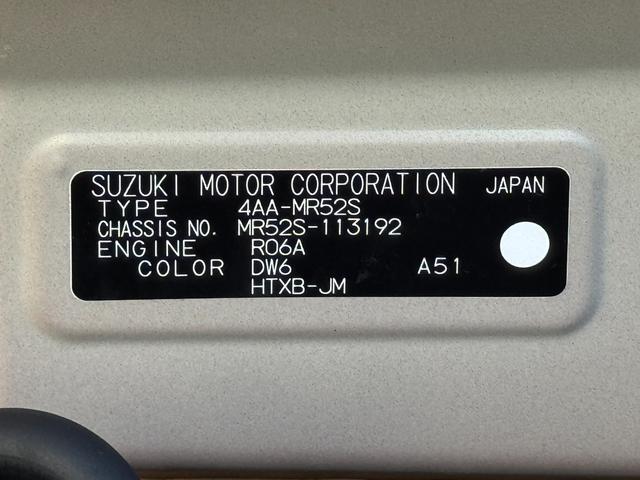 SUZUKI MOTOR CORPORATION JAPAN
TYPE 4AA-MR52S
CHASSIS NO. MR52S-113192
ENGINE R06A
COLOR DW6 A51
HTXB-JM